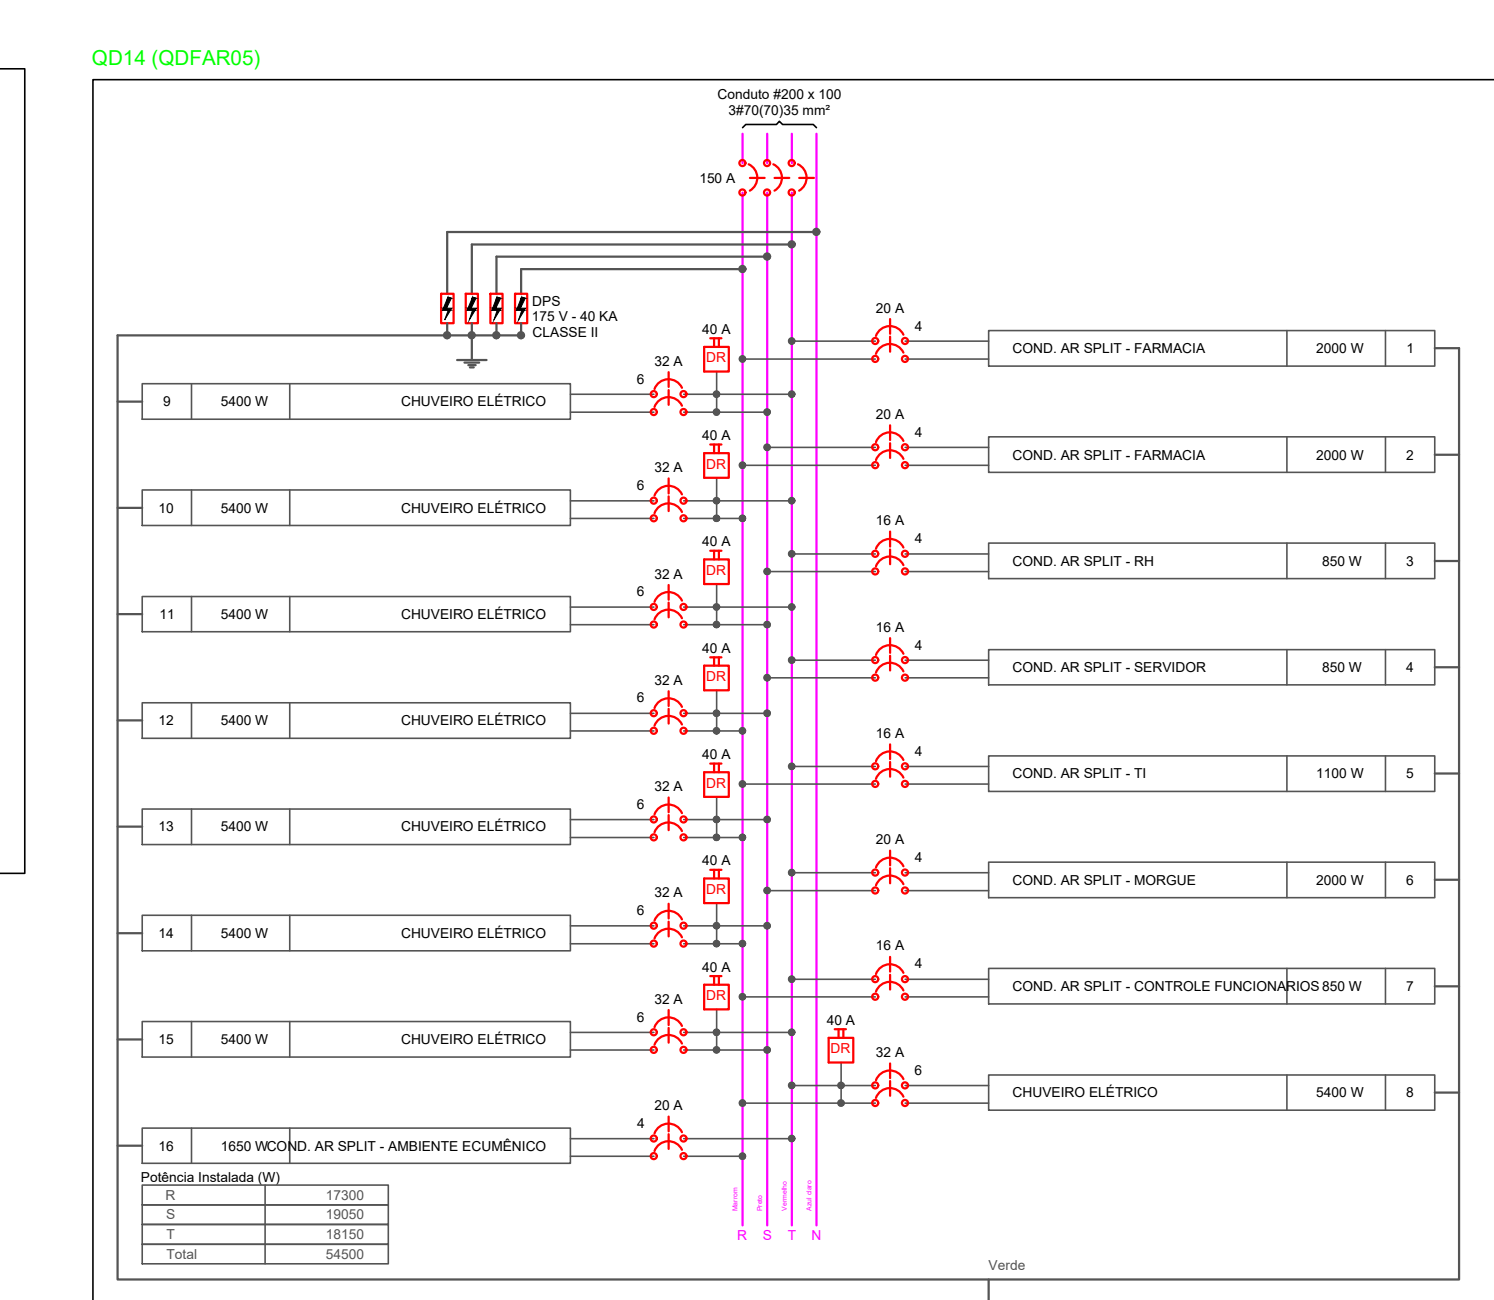 QD14 (QDFAR05)
Conduto #200 x 100
3#70(70)35 mm²
150 A
DPS
175 V - 40 KA
CLASSE II
20 A
4
COND. AR SPLIT - FARMACIA 2000 W 1
40 A
DR
32 A
6
9 5400 W CHUVEIRO ELÉTRICO
20 A
4
COND. AR SPLIT - FARMACIA 2000 W 2
40 A
DR
32 A
6
10 5400 W CHUVEIRO ELÉTRICO
16 A
4
COND. AR SPLIT - RH 850 W 3
40 A
DR
32 A
6
11 5400 W CHUVEIRO ELÉTRICO
16 A
4
COND. AR SPLIT - SERVIDOR 850 W 4
40 A
DR
32 A
6
12 5400 W CHUVEIRO ELÉTRICO
16 A
4
COND. AR SPLIT - TI 1100 W 5
40 A
DR
32 A
6
13 5400 W CHUVEIRO ELÉTRICO
20 A
4
COND. AR SPLIT - MORGUE 2000 W 6
40 A
DR
32 A
6
14 5400 W CHUVEIRO ELÉTRICO
16 A
4
COND. AR SPLIT - CONTROLE FUNCIONARIOS 850 W 7
40 A
DR
32 A
6
15 5400 W CHUVEIRO ELÉTRICO
40 A
DR
32 A
6
CHUVEIRO ELÉTRICO 5400 W 8
20 A
4
16 1650 W COND. AR SPLIT - AMBIENTE ECUMÊNICO
Potência Instalada (W)
R 17300
S 19050
T 18150
Total 54500
Marrom
Preto
Vermelho
Azul claro
R S T N
Verde